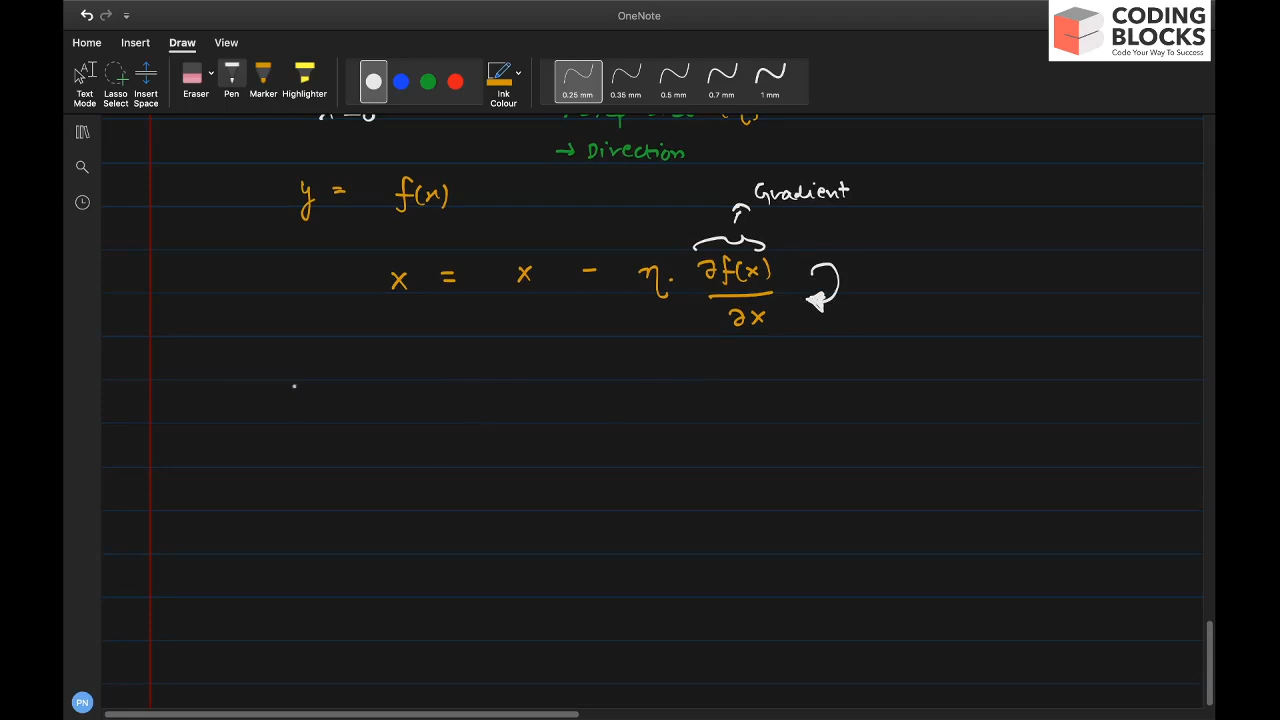 OneNote
CODING
BLOCKS
Code Your Way To Success
Home Insert Draw View
Text Mode
Lasso Select
Insert Space
Eraser
Pen
Marker
Highlighter
Ink Colour
0.25 mm
0.35 mm
0.5 mm
0.7 mm
1 mm
→ Direction
y = f(x)
Gradient
x = x - η. ∂f(x)
∂x
PN